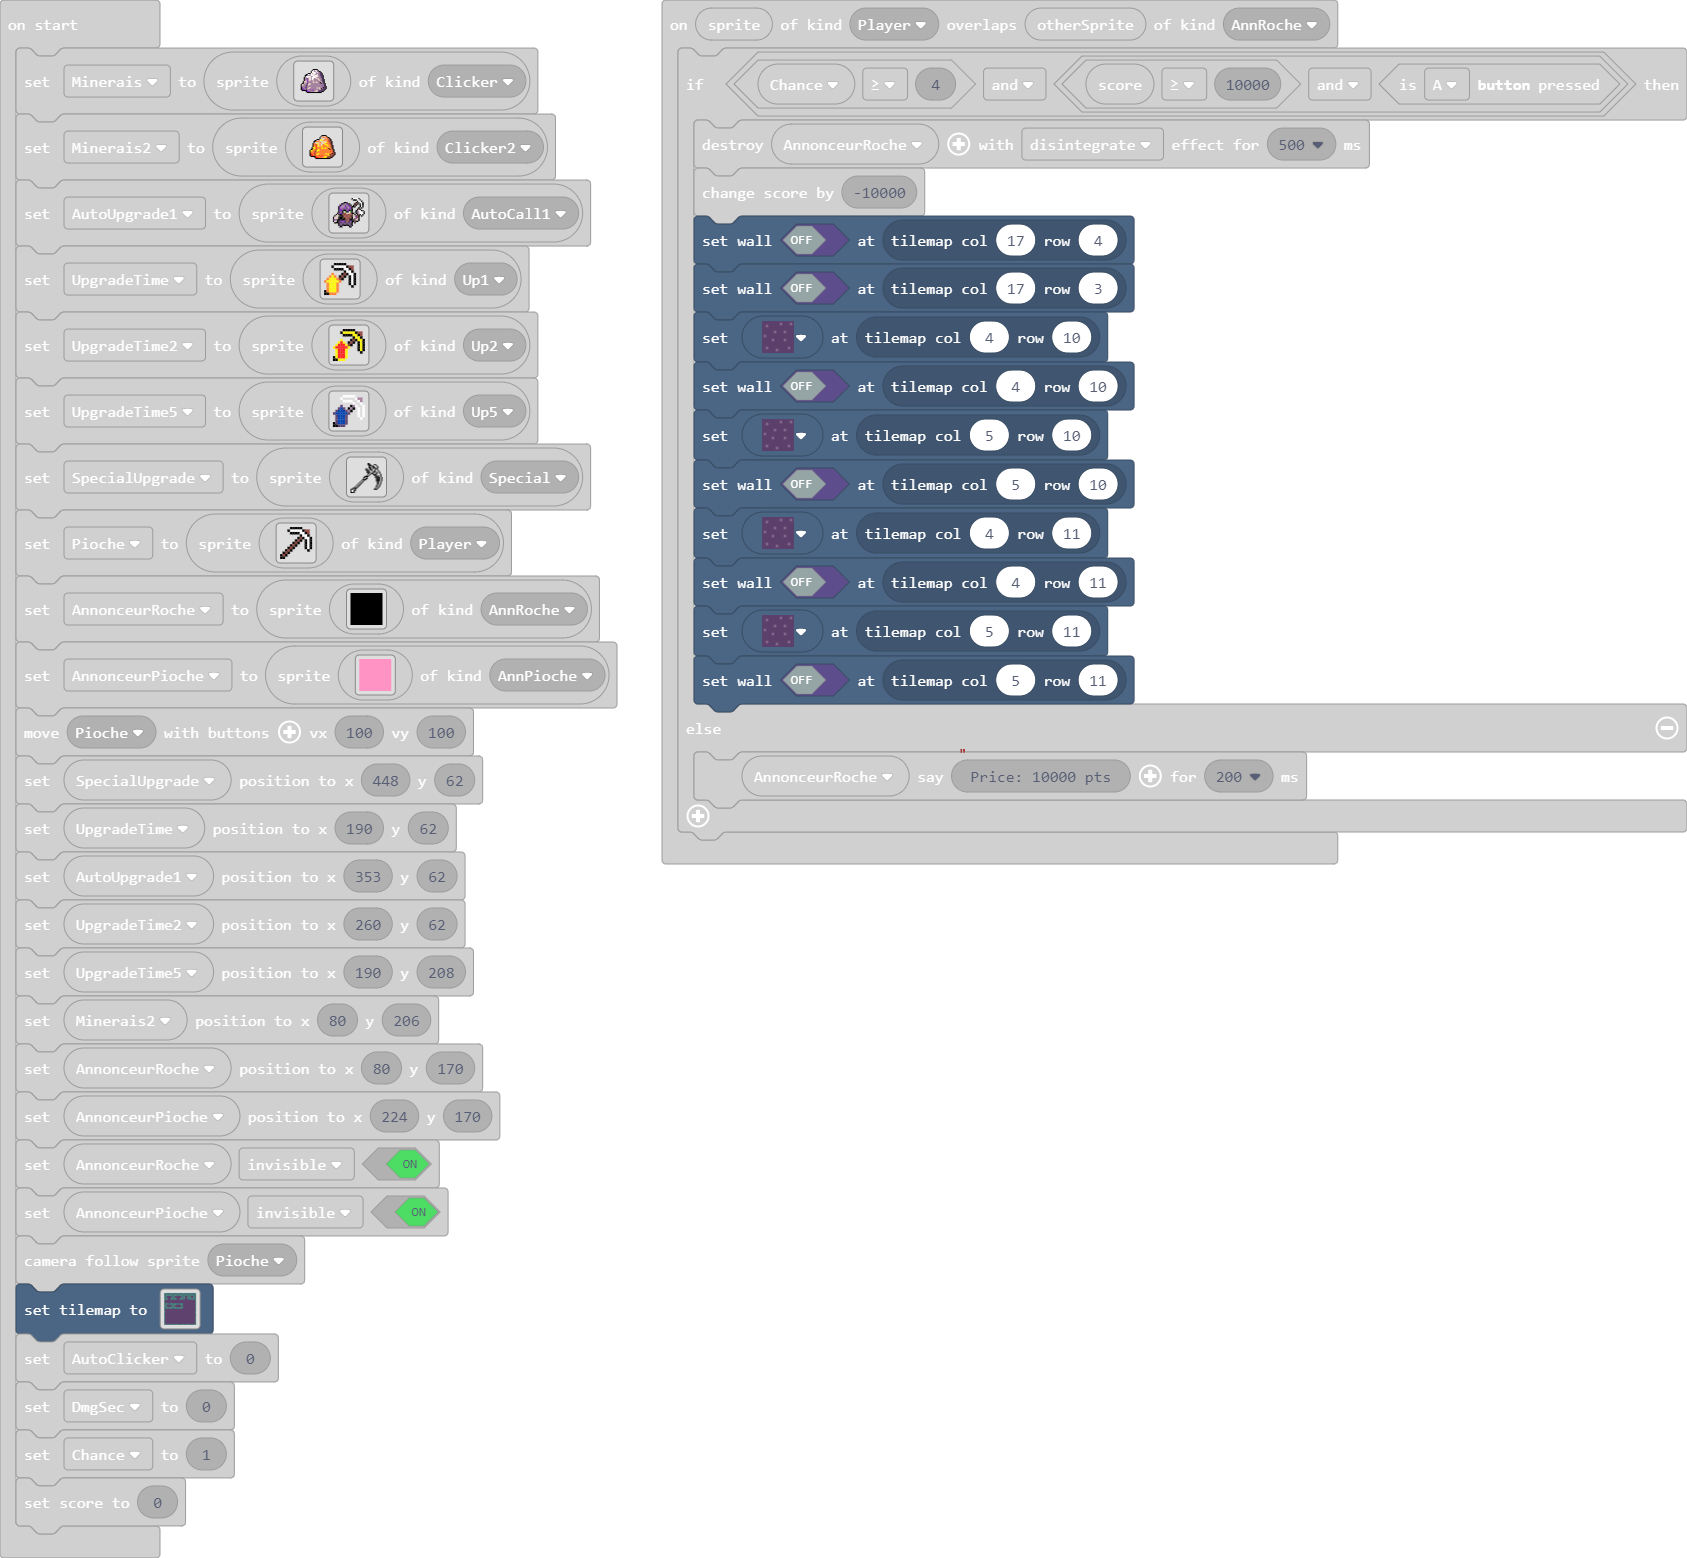 on start
set Minerais to sprite of kind Clicker
set Minerais2 to sprite of kind Clicker2
set AutoUpgrade1 to sprite of kind AutoCall1
set UpgradeTime to sprite of kind Up1
set UpgradeTime2 to sprite of kind Up2
set UpgradeTime5 to sprite of kind Up5
set SpecialUpgrade to sprite of kind Special
set Pioche to sprite of kind Player
set AnnonceurRoche to sprite of kind AnnRoche
set AnnonceurPioche to sprite of kind AnnPioche
move Pioche with buttons vx 100 vy 100
set SpecialUpgrade position to x 448 y 62
set UpgradeTime position to x 190 y 62
set AutoUpgrade1 position to x 353 y 62
set UpgradeTime2 position to x 260 y 62
set UpgradeTime5 position to x 190 y 208
set Minerais2 position to x 80 y 206
set AnnonceurRoche position to x 80 y 170
set AnnonceurPioche position to x 224 y 170
set AnnonceurRoche invisible ON
set AnnonceurPioche invisible ON
camera follow sprite Pioche
set tilemap to
set AutoClicker to 0
set DmgSec to 0
set Chance to 1
set score to 0
on sprite of kind Player overlaps otherSprite of kind AnnRoche
if Chance ≥ 4 and score ≥ 10000 and is A button pressed then
destroy AnnonceurRoche with disintegrate effect for 500 ms
change score by -10000
set wall OFF at tilemap col 17 row 4
set wall OFF at tilemap col 17 row 3
set at tilemap col 4 row 10
set wall OFF at tilemap col 4 row 10
set at tilemap col 5 row 10
set wall OFF at tilemap col 5 row 10
set at tilemap col 4 row 11
set wall OFF at tilemap col 4 row 11
set at tilemap col 5 row 11
set wall OFF at tilemap col 5 row 11
else
AnnonceurRoche say " Price: 10000 pts for 200 ms